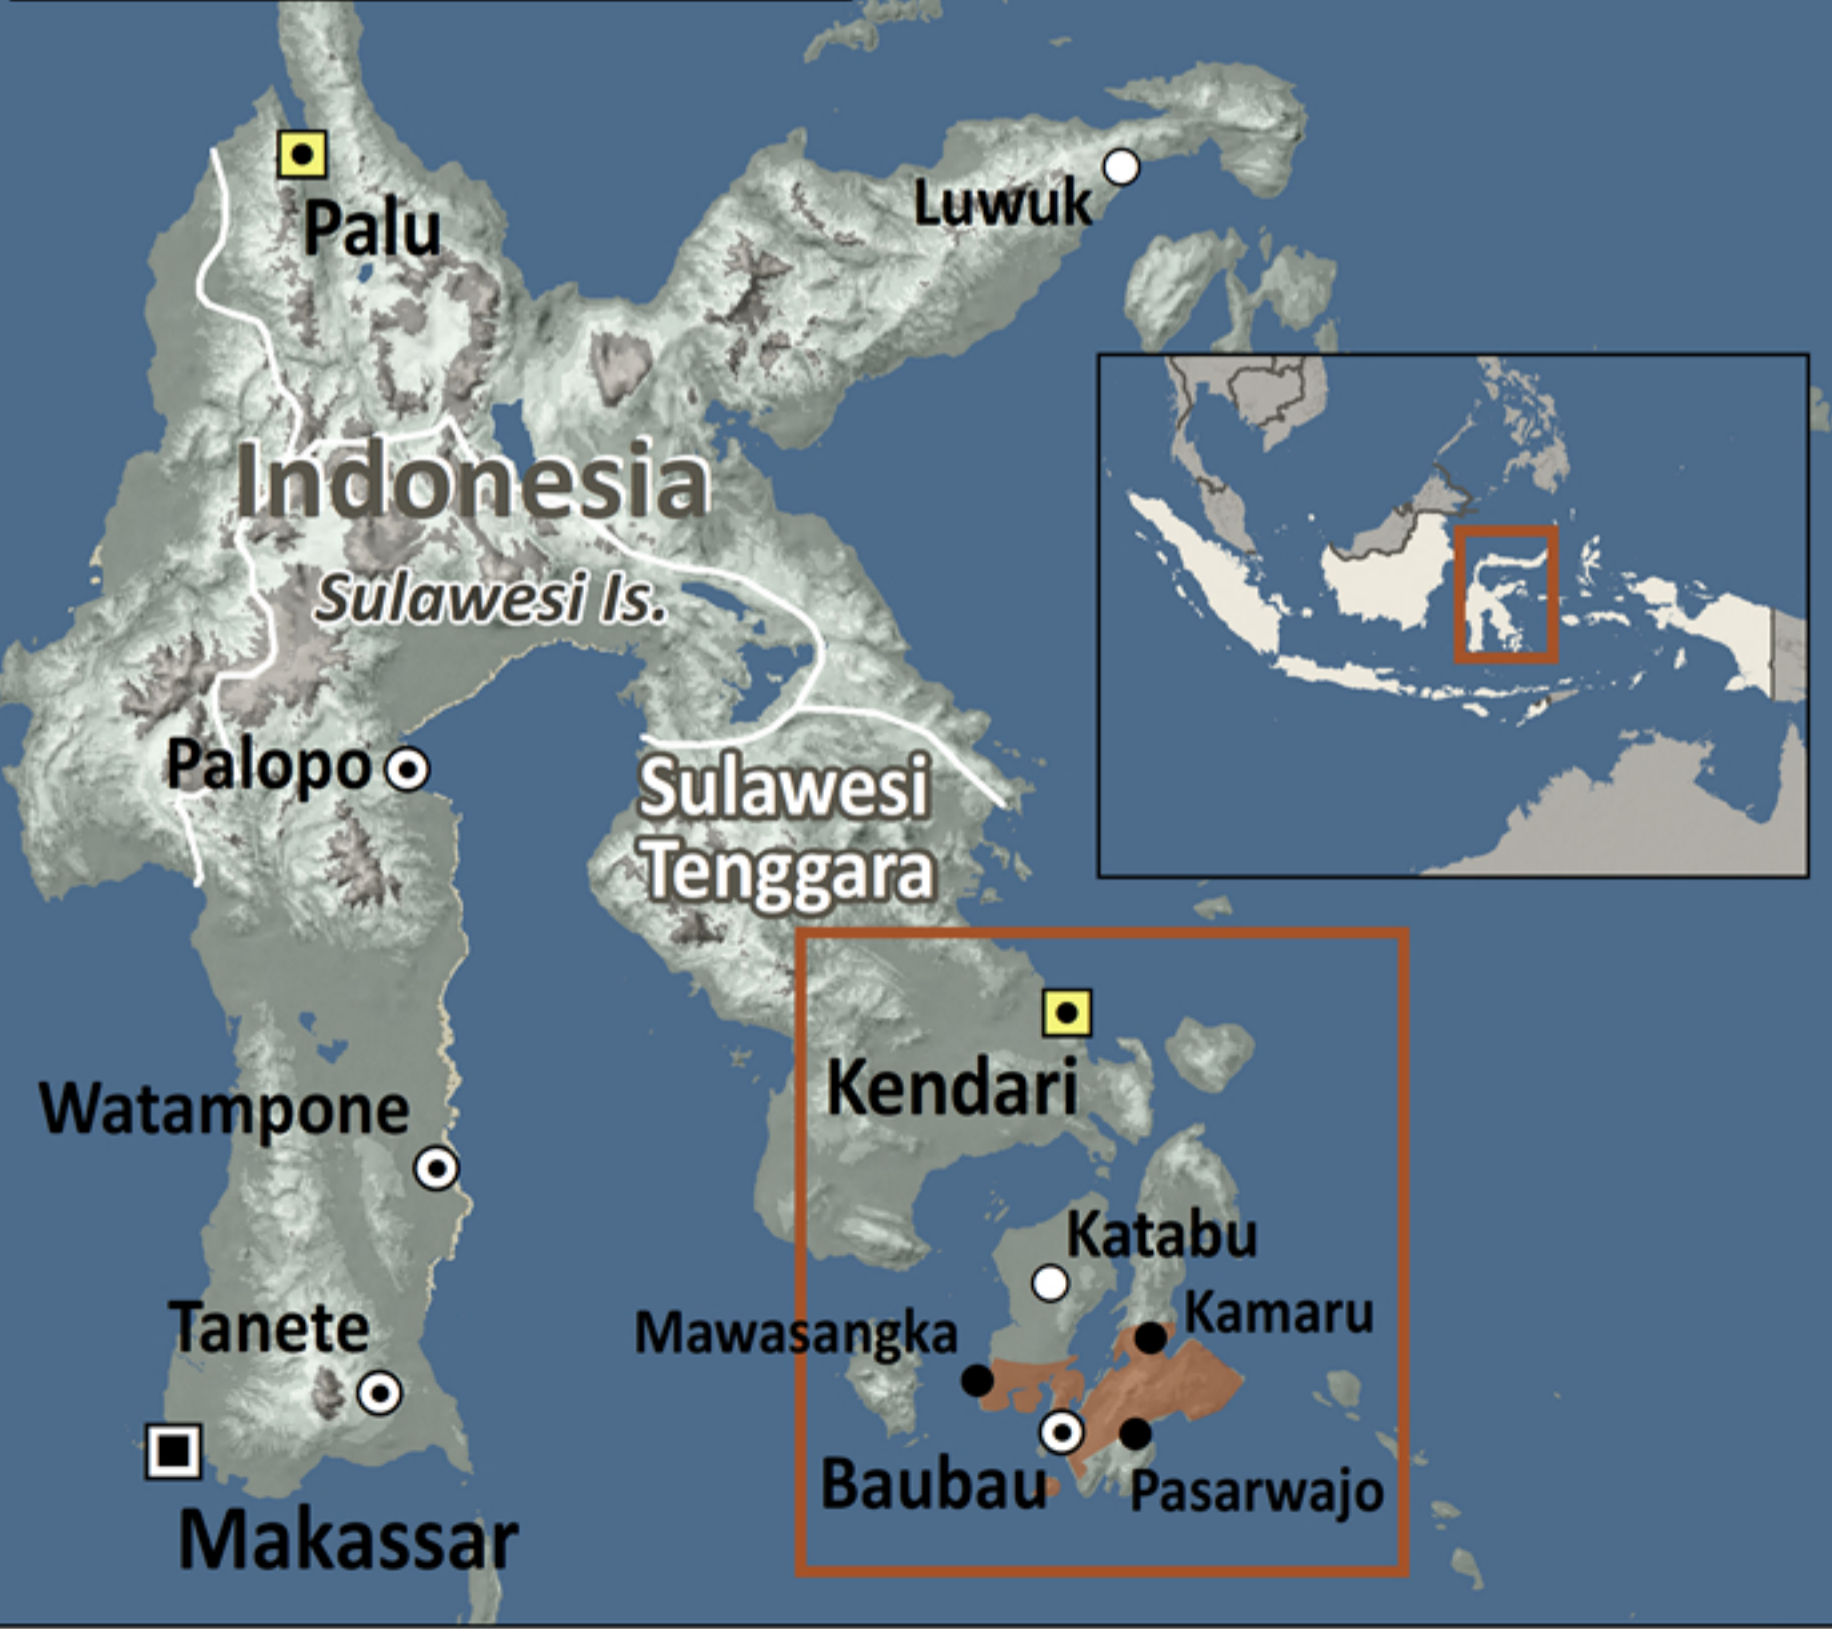 Palu
Luwuk
Indonesia
Sulawesi Is.
Palopo
Sulawesi
Tenggara
Kendari
Watampone
Katabu
Kamaru
Tanete
Mawasangka
Baubau
Pasarwajo
Makassar